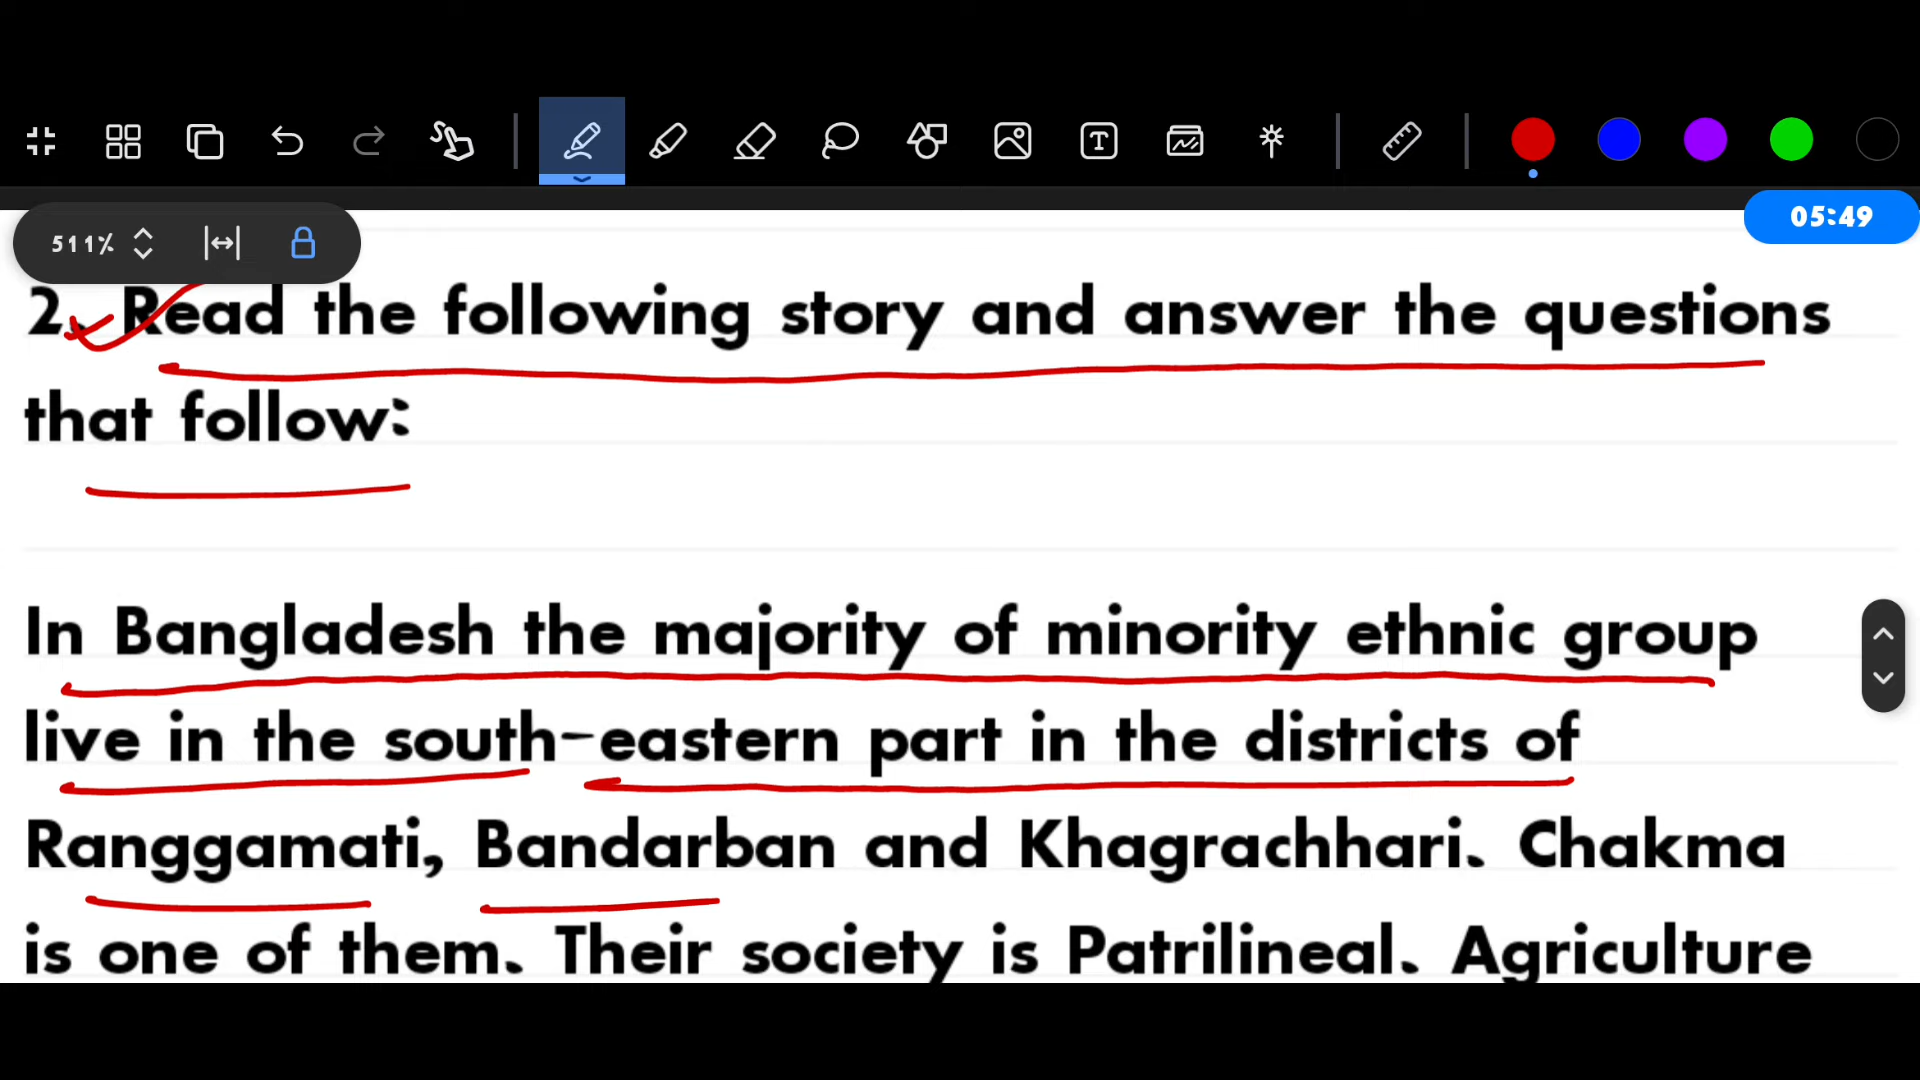 511%
05:49
2. Read the following story and answer the questions
that follow:
In Bangladesh the majority of minority ethnic group
live in the south-eastern part in the districts of
Ranggamati, Bandarban and Khagrachhari. Chakma
is one of them. Their society is Patrilineal. Agriculture